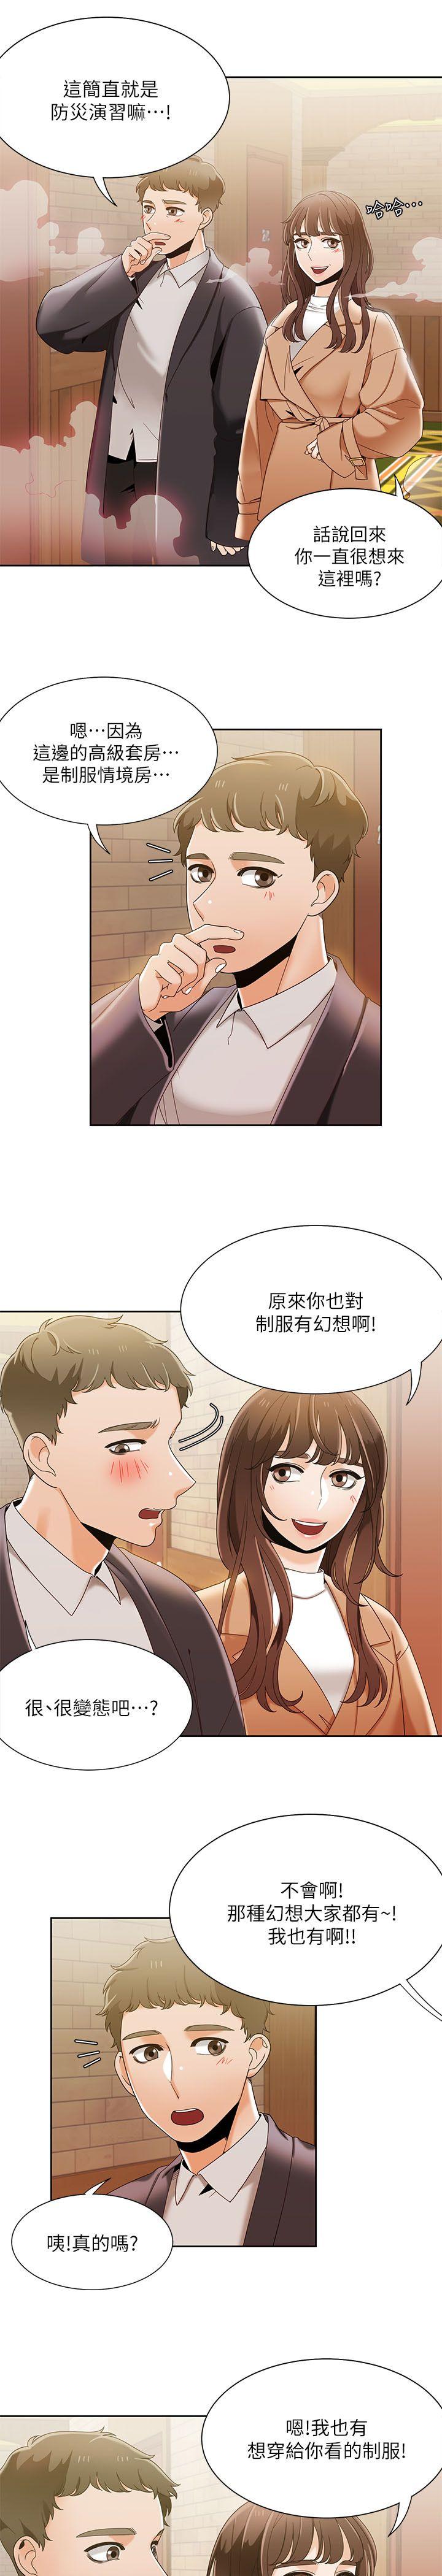 這簡直就是
防災演習嘛⋯!
哈哈⋯
話說回來
你一直很想來
這裡嗎?
嗯⋯因為
這邊的高級套房⋯
是制服情境房⋯
原來你也對
制服有幻想啊!
很、很變態吧⋯?
不會啊!
那種幻想大家都有~!
我也有啊!!
咦!真的嗎?
嗯!我也有
想穿給你看的制服!